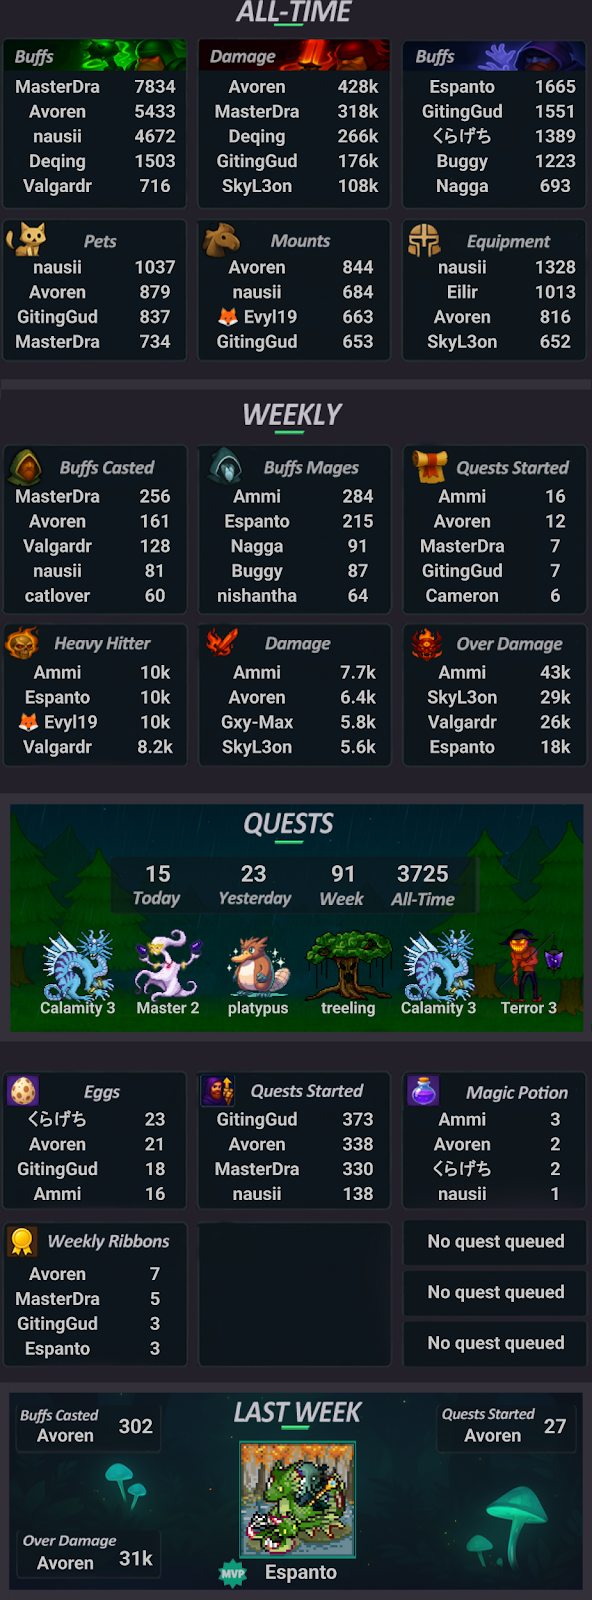 ALL-TIME
Buffs
MasterDra 7834
Avoren 5433
nausii 4672
Deqing 1503
Valgardr 716
Damage
Avoren 428k
MasterDra 318k
Deqing 266k
GitingGud 176k
SkyL3on 108k
Buffs
Espanto 1665
GitingGud 1551
くらげち 1389
Buggy 1223
Nagga 693
Pets
nausii 1037
Avoren 879
GitingGud 837
MasterDra 734
Mounts
Avoren 844
nausii 684
🦊 Evyl19 663
GitingGud 653
Equipment
nausii 1328
Eilir 1013
Avoren 816
SkyL3on 652
WEEKLY
Buffs Casted
MasterDra 256
Avoren 161
Valgardr 128
nausii 81
catlover 60
Buffs Mages
Ammi 284
Espanto 215
Nagga 91
Buggy 87
nishantha 64
Quests Started
Ammi 16
Avoren 12
MasterDra 7
GitingGud 7
Cameron 6
Heavy Hitter
Ammi 10k
Espanto 10k
🦊 Evyl19 10k
Valgardr 8.2k
Damage
Ammi 7.7k
Avoren 6.4k
Gxy-Max 5.8k
SkyL3on 5.6k
Over Damage
Ammi 43k
SkyL3on 29k
Valgardr 26k
Espanto 18k
QUESTS
15 23 91 3725
Today Yesterday Week All-Time
Calamity 3 Master 2 platypus treeling Calamity 3 Terror 3
Eggs
くらげち 23
Avoren 21
GitingGud 18
Ammi 16
Quests Started
GitingGud 373
Avoren 338
MasterDra 330
nausii 138
Magic Potion
Ammi 3
Avoren 2
くらげち 2
nausii 1
Weekly Ribbons
Avoren 7
MasterDra 5
GitingGud 3
Espanto 3
No quest queued
No quest queued
No quest queued
LAST WEEK
Buffs Casted
Avoren 302
Quests Started
Avoren 27
Over Damage
Avoren 31k
MVP Espanto